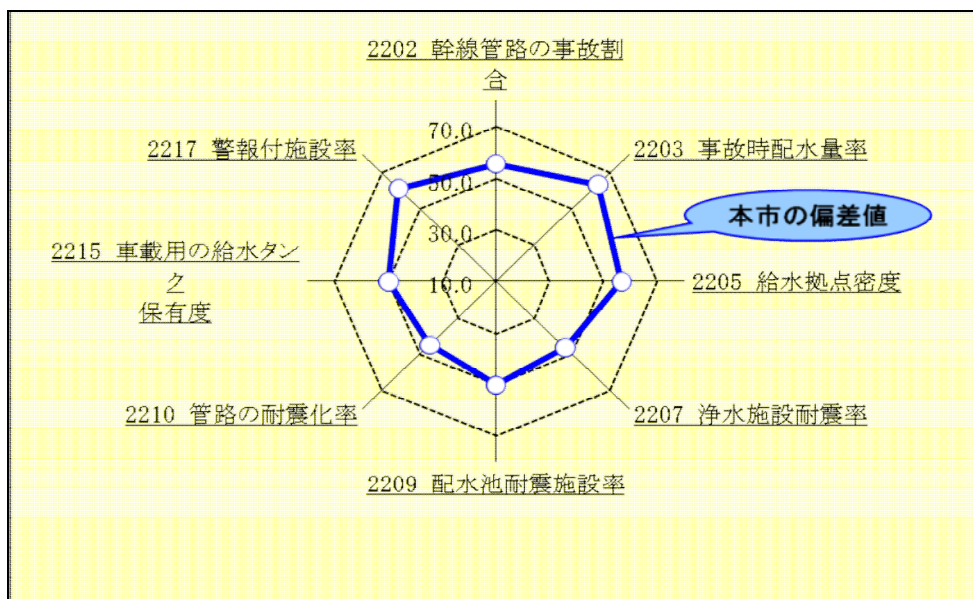 2202 幹線管路の事故割
合
70.0
2217 警報付施設率
2203 事故時配水量率
50.0
本市の偏差値
30.0
2215 車載用の給水タン
ク
保有度
10.0
2205 給水拠点密度
2210 管路の耐震化率
2207 浄水施設耐震率
2209 配水池耐震施設率